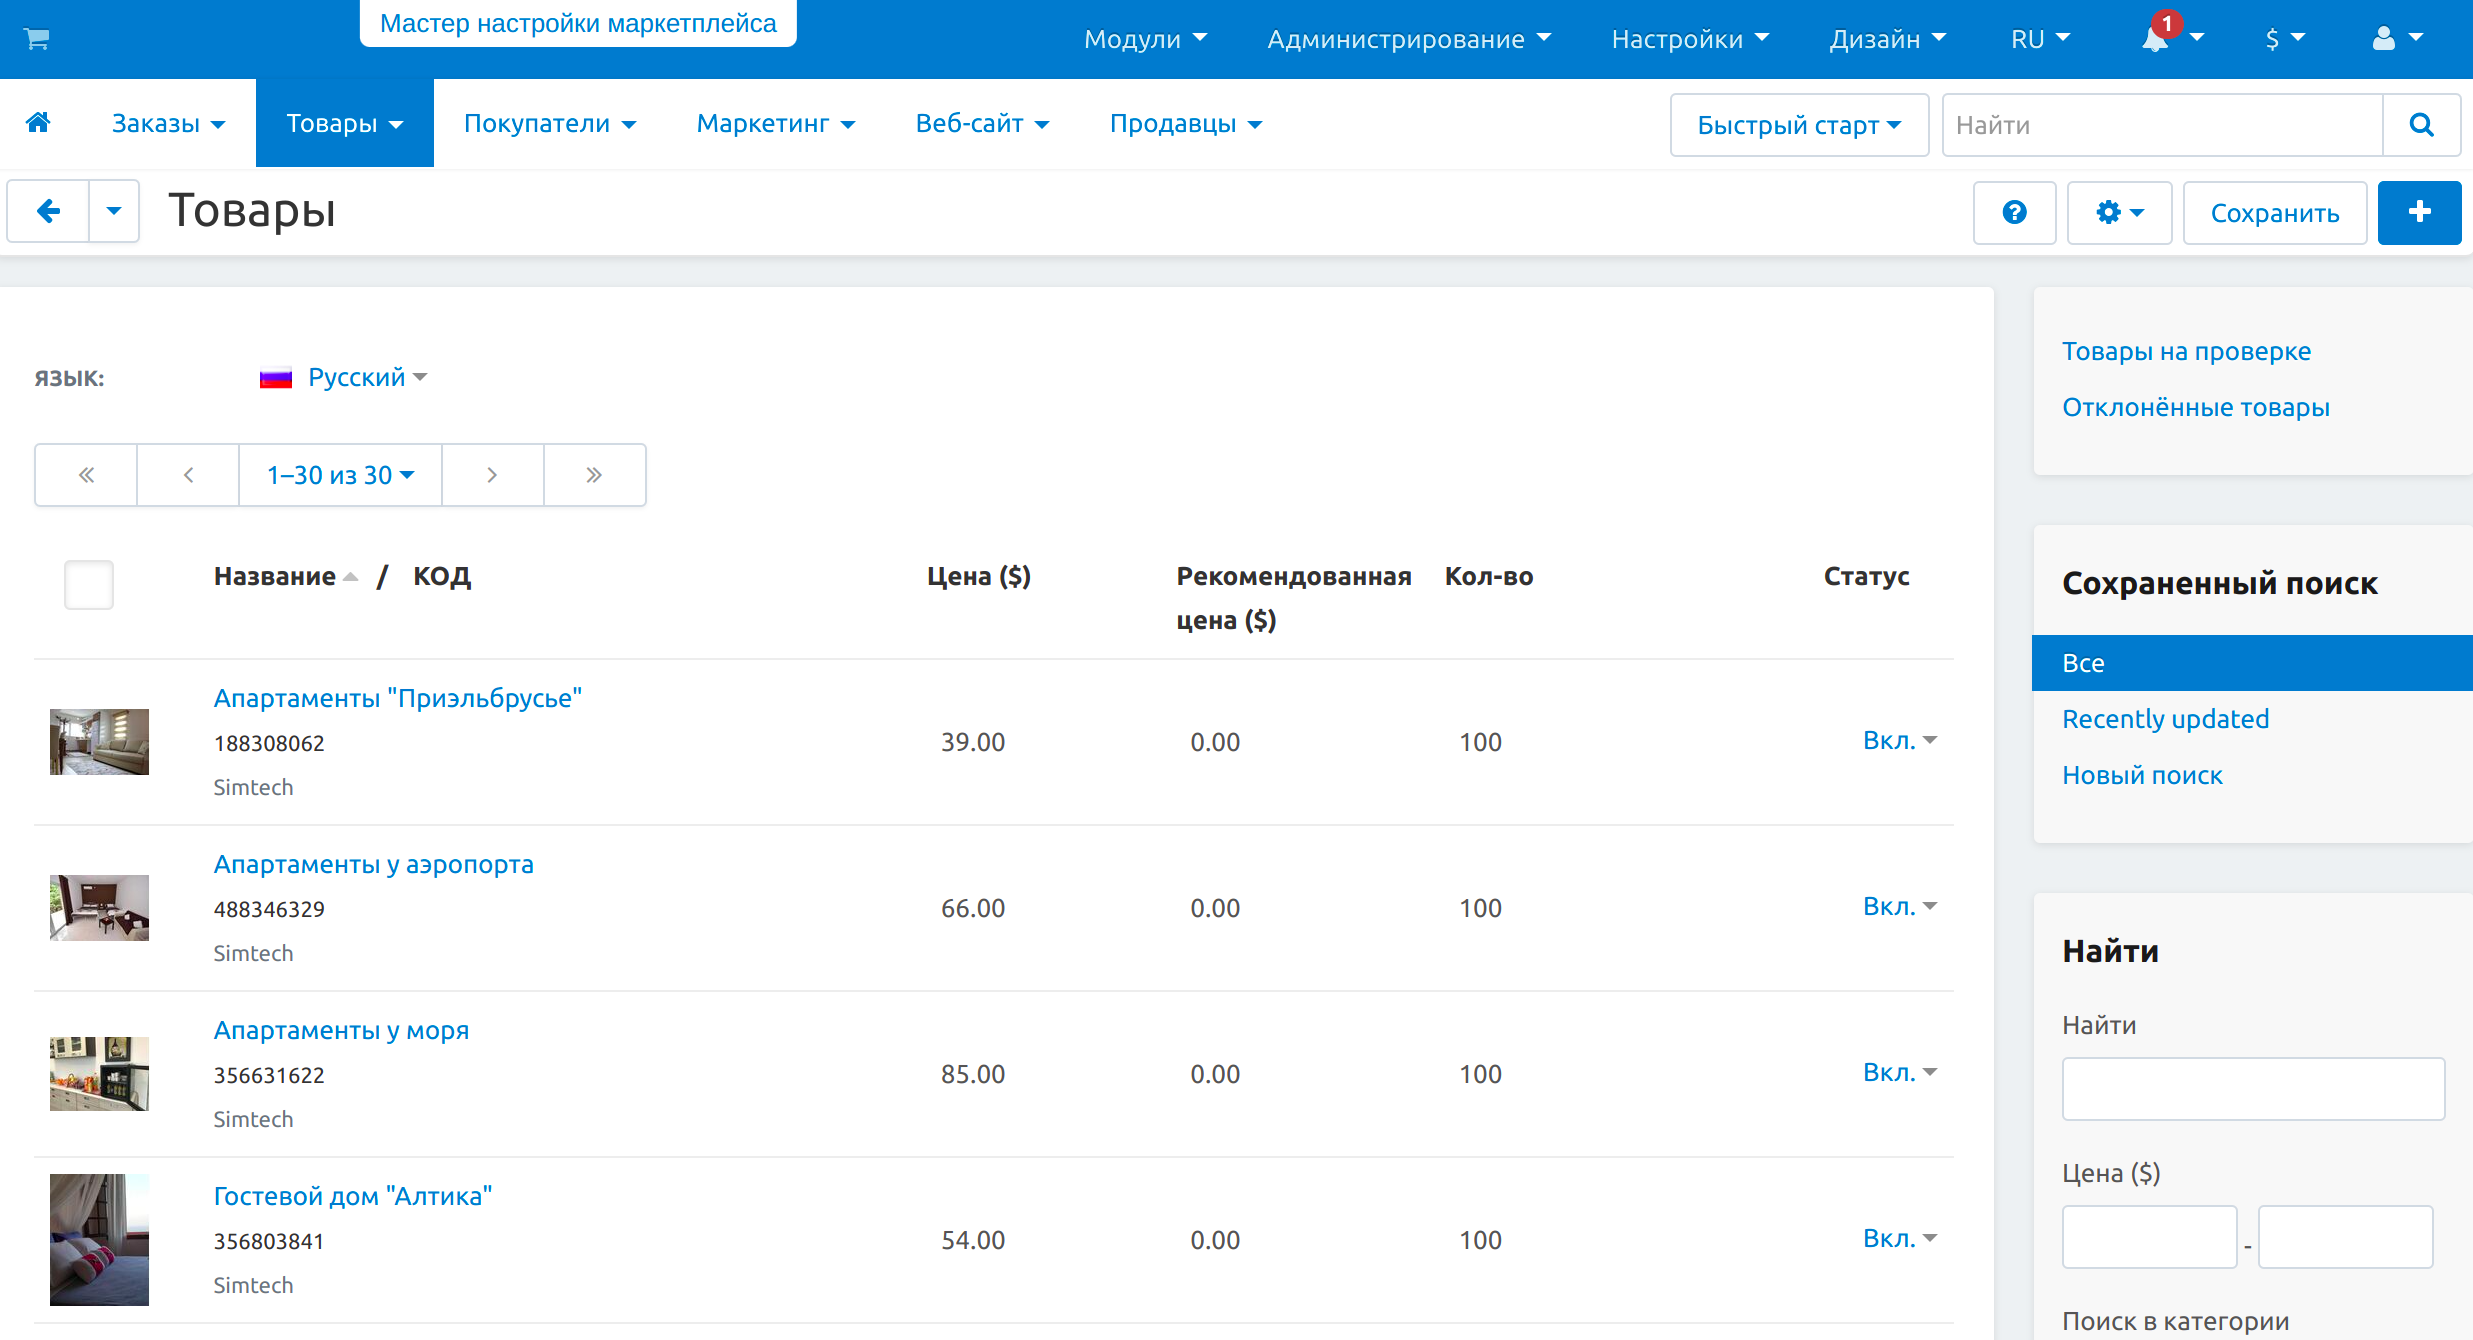 Мастер настройки маркетплейса
Модули
Администрирование
Настройки
Дизайн
RU
1
$
Заказы
Товары
Покупатели
Маркетинг
Веб-сайт
Продавцы
Быстрый старт
Найти
Товары
Сохранить
ЯЗЫК:
Русский
« ‹ 1–30 из 30 › »
Название / КОД
Цена ($)
Рекомендованная
цена ($)
Кол-во
Статус
Апартаменты "Приэльбрусье"
188308062
Simtech
39.00
0.00
100
Вкл.
Апартаменты у аэропорта
488346329
Simtech
66.00
0.00
100
Вкл.
Апартаменты у моря
356631622
Simtech
85.00
0.00
100
Вкл.
Гостевой дом "Алтика"
356803841
Simtech
54.00
0.00
100
Вкл.
Товары на проверке
Отклонённые товары
Сохраненный поиск
Все
Recently updated
Новый поиск
Найти
Найти
Цена ($)
-
Поиск в категории